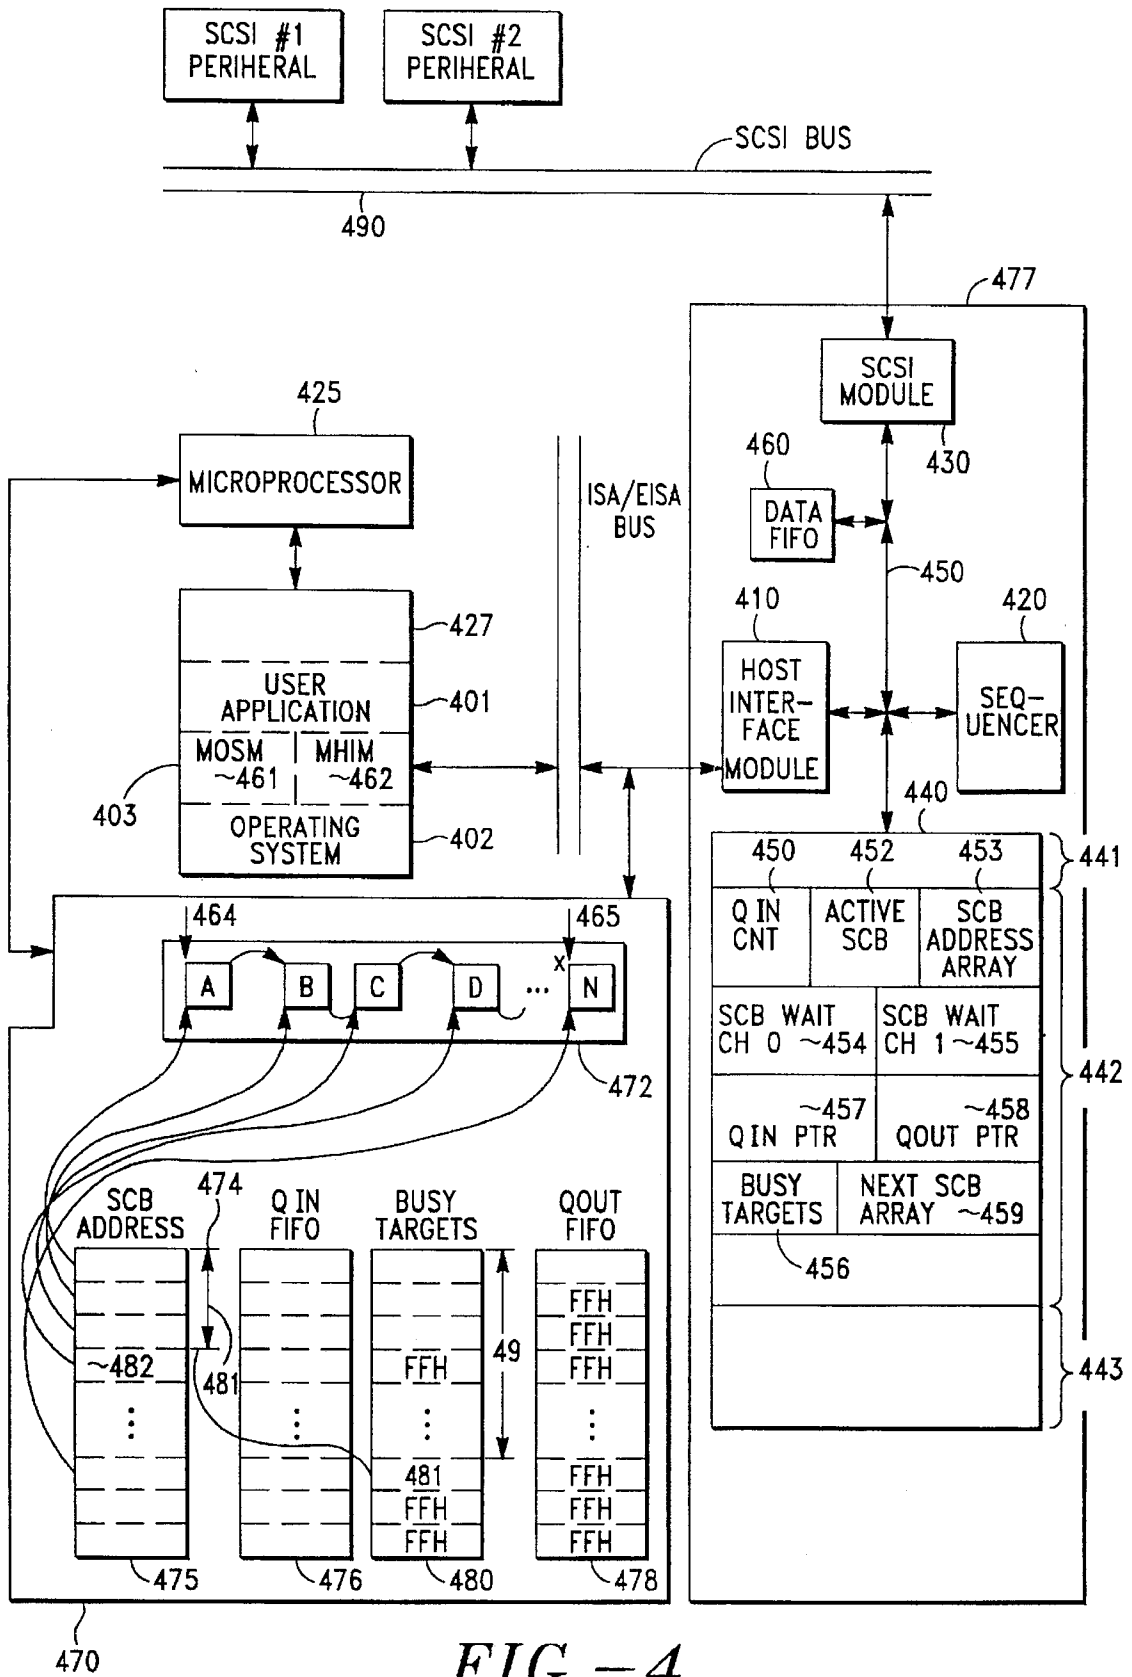 SCSI #1
PERIHERAL
SCSI #2
PERIHERAL
SCSI BUS
490
477
SCSI
MODULE
430
425
MICROPROCESSOR
ISA/EISA
BUS
460
DATA
FIFO
450
427
USER
APPLICATION
401
MOSM
~461
MHIM
~462
403
OPERATING
SYSTEM
402
410
HOST
INTER-
FACE
MODULE
420
SEQ-
UENCER
440
441
450
452
453
Q IN
CNT
ACTIVE
SCB
SCB
ADDRESS
ARRAY
SCB WAIT
CH 0 ~454
SCB WAIT
CH 1 ~455
442
~457
Q IN PTR
~458
QOUT PTR
BUSY
TARGETS
NEXT SCB
ARRAY ~459
456
443
464
465
A
B
C
D
...
X
N
472
SCB
ADDRESS
474
Q IN
FIFO
BUSY
TARGETS
QOUT
FIFO
~482
481
FFH
481
FFH
FFH
49
FFH
FFH
FFH
FFH
FFH
FFH
475
476
480
478
470
FIG-4